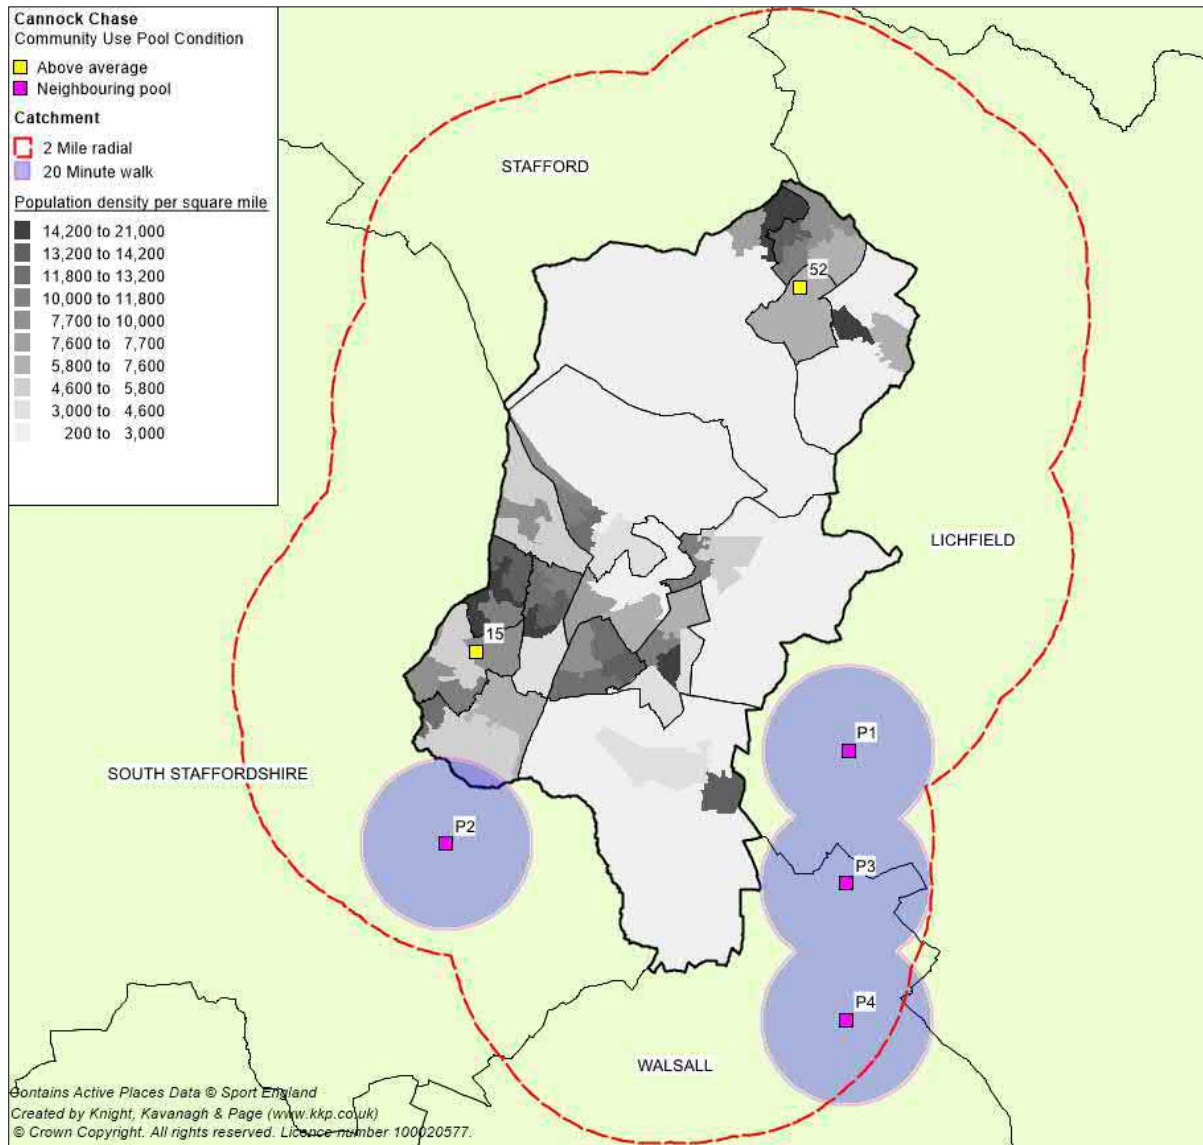 Cannock Chase
Community Use Pool Condition
Above average
Neighbouring pool
Catchment
2 Mile radial
20 Minute walk
Population density per square mile
14,200 to 21,000
13,200 to 14,200
11,800 to 13,200
10,000 to 11,800
7,700 to 10,000
7,600 to 7,700
5,800 to 7,600
4,600 to 5,800
3,000 to 4,600
200 to 3,000
STAFFORD
52
LICHFIELD
15
P1
SOUTH STAFFORDSHIRE
P2
P3
P4
WALSALL
Contains Active Places Data © Sport England
Created by Knight, Kavanagh & Page (www.kkp.co.uk)
© Crown Copyright. All rights reserved. Licence number 100020577.